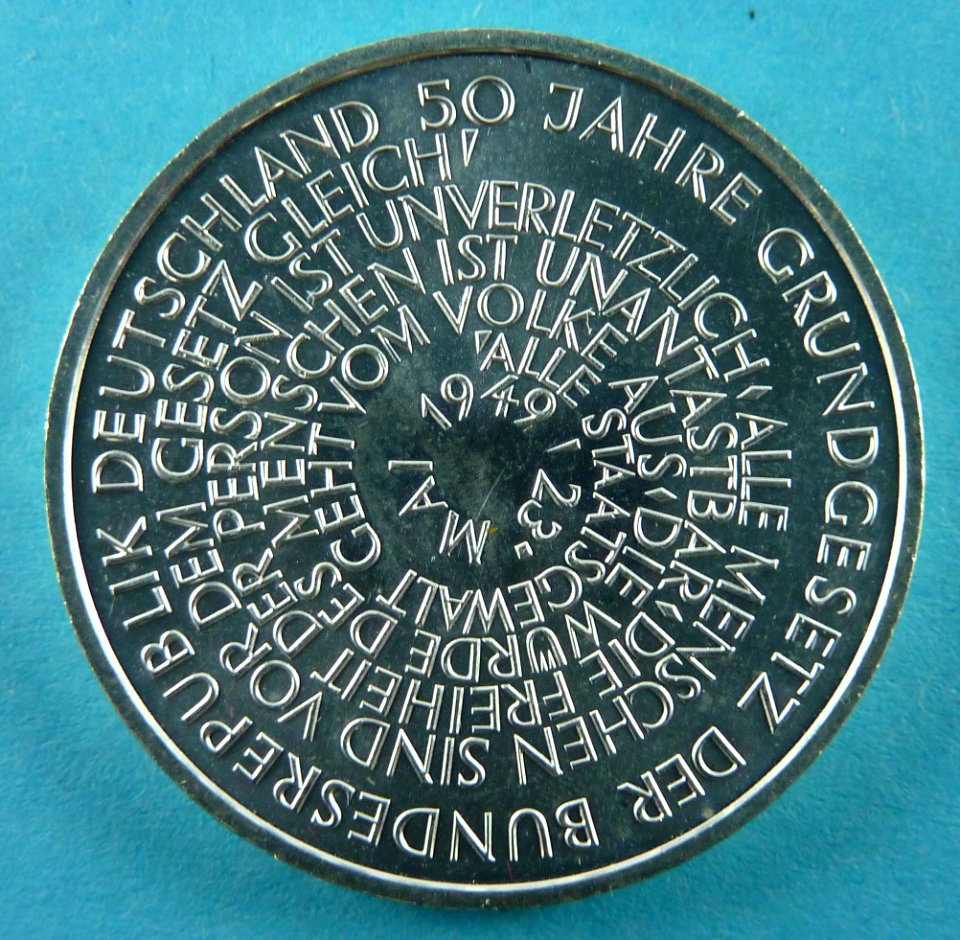 50 JAHRE GRUNDGESETZ DER BUNDESREPUBLIK DEUTSCHLAND
'ALLE STAATSGEWALT GEHT VOM VOLKE AUS' 'DIE WÜRDE DES MENSCHEN IST UNANTASTBAR' 'DIE FREIHEIT DER PERSON IST UNVERLETZLICH' 'ALLE MENSCHEN SIND VOR DEM GESETZ GLEICH'
23. MAI 1949